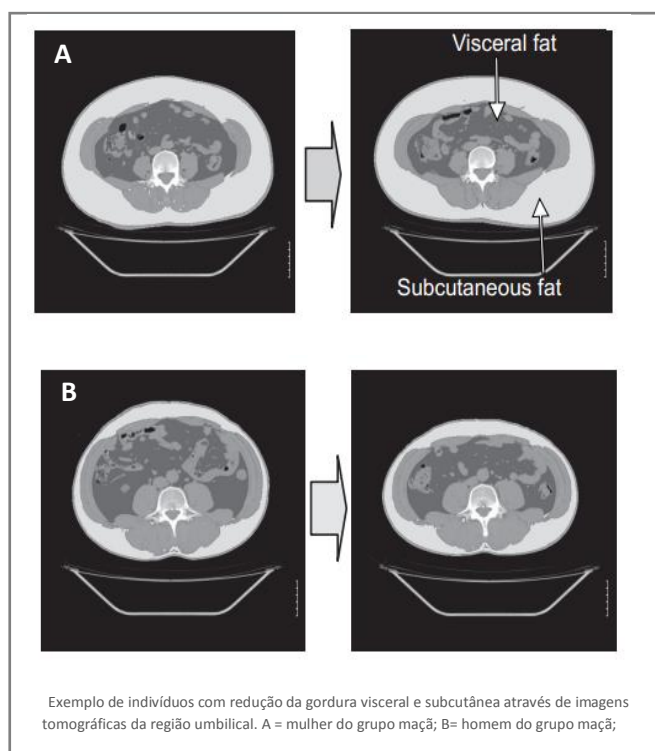 A
Visceral fat
Subcutaneous fat
B
Exemplo de indivíduos com redução da gordura visceral e subcutânea através de imagens
tomográficas da região umbilical. A = mulher do grupo maçã; B= homem do grupo maçã;